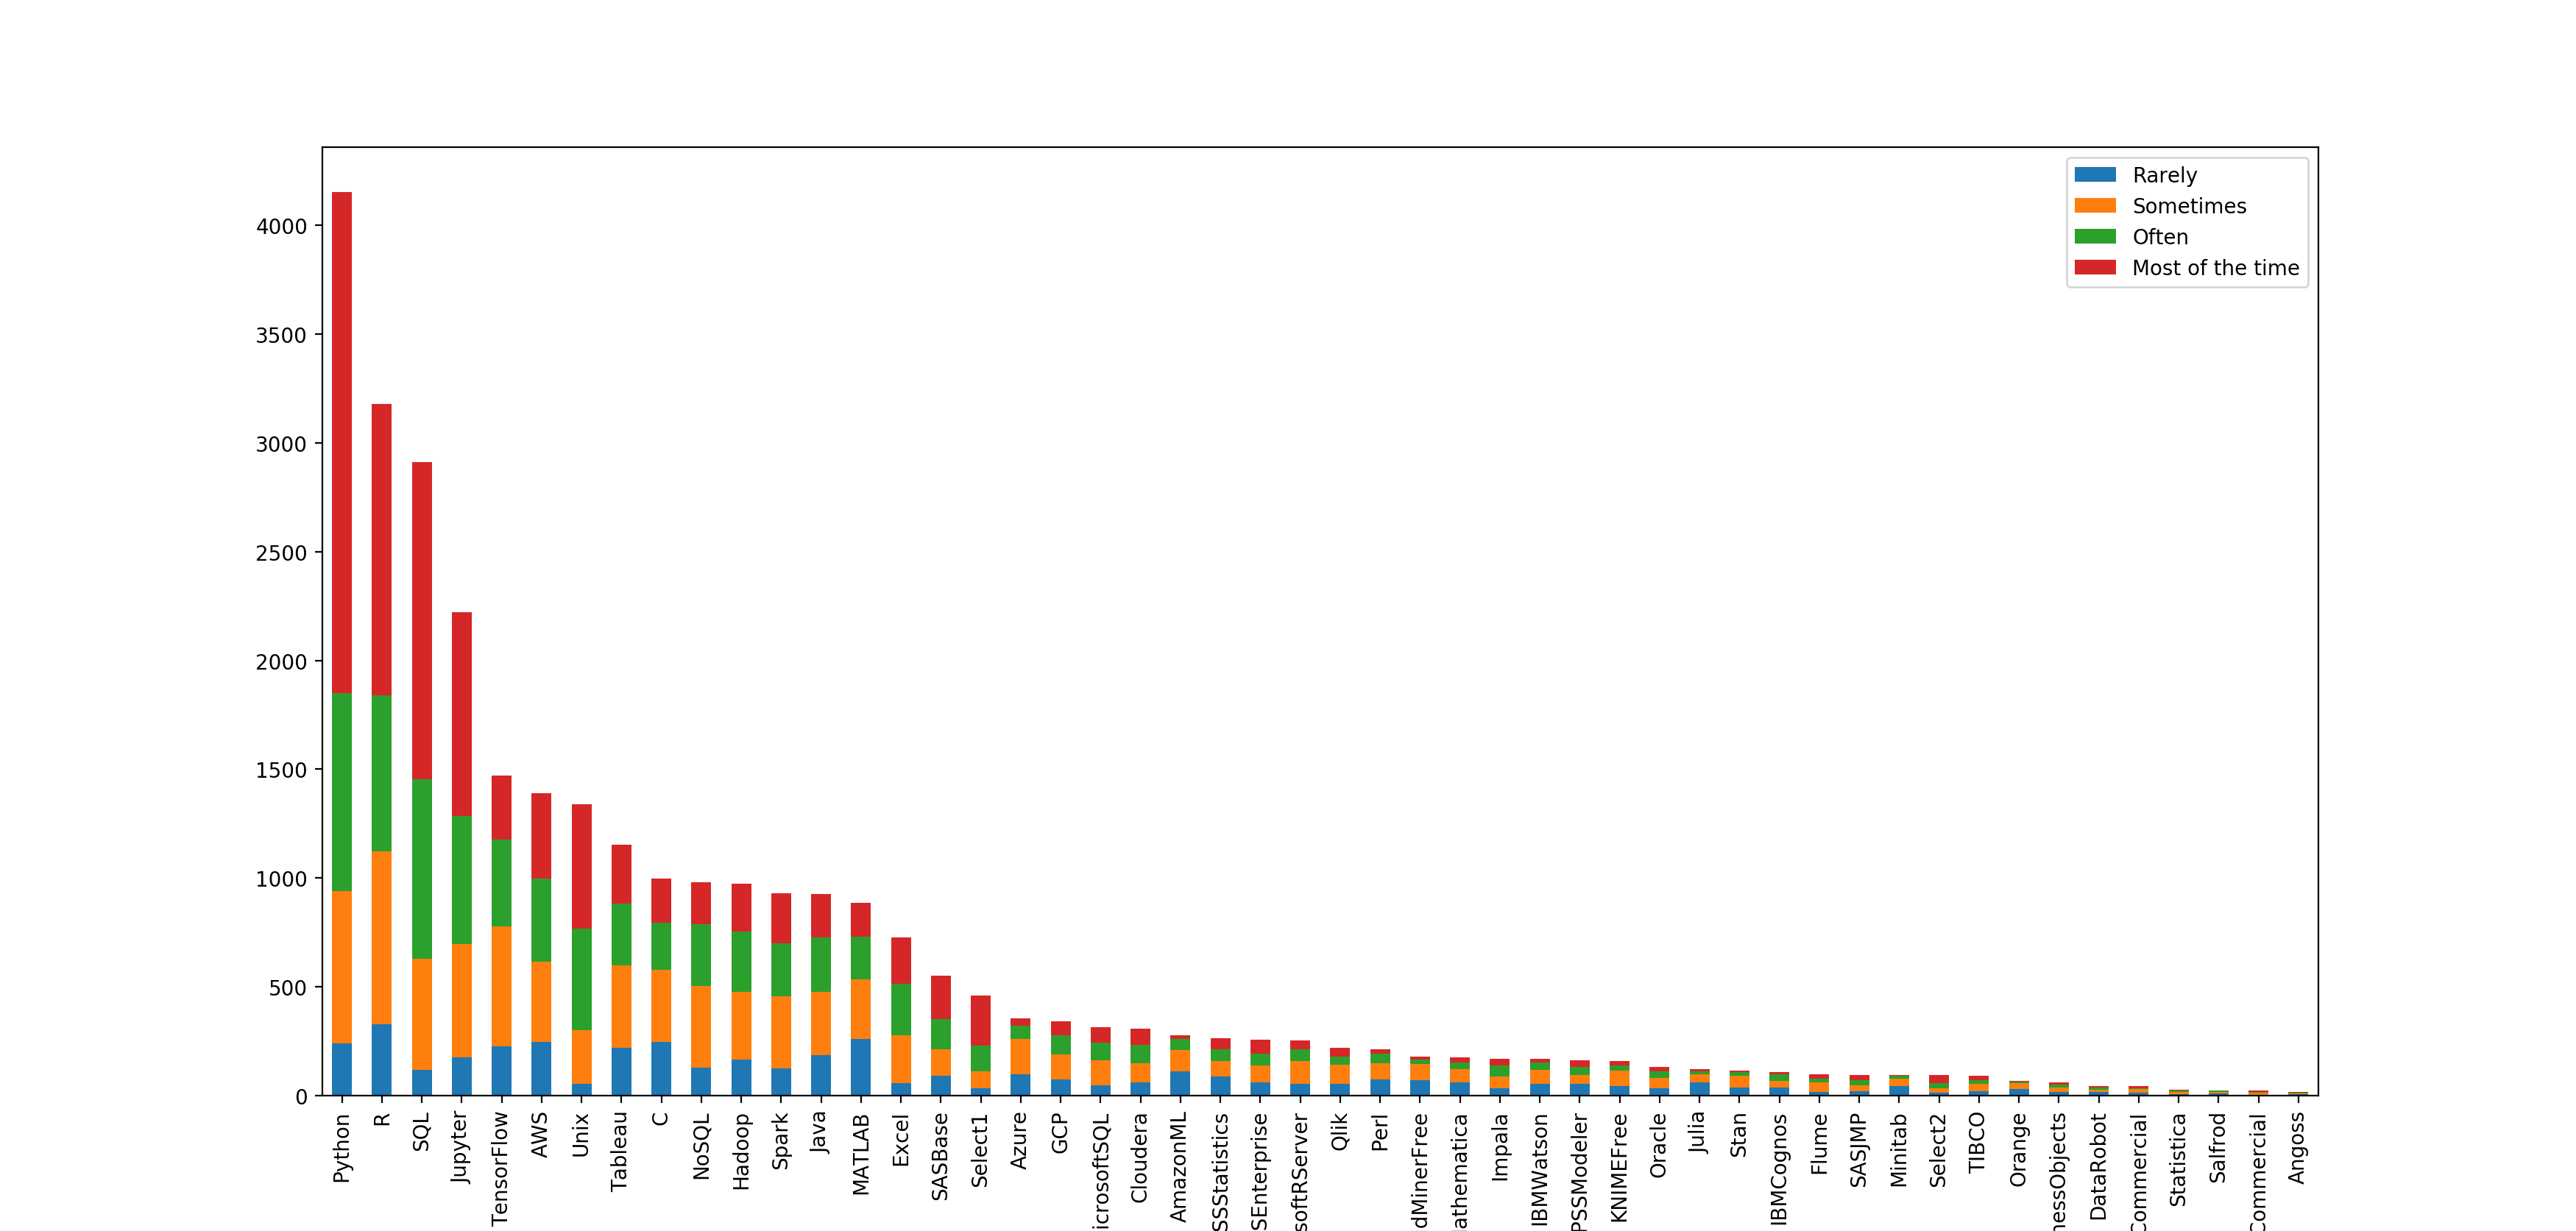 Rarely
Sometimes
Often
Most of the time
4000
3500
3000
2500
2000
1500
1000
500
0
Python
R
SQL
Jupyter
TensorFlow
AWS
Unix
Tableau
C
NoSQL
Hadoop
Spark
Java
MATLAB
Excel
SASBase
Select1
Azure
GCP
icrosoftSQL
Cloudera
AmazonML
SSStatistics
SEnterprise
softRServer
Qlik
Perl
dMinerFree
athematica
Impala
IBMWatson
PSSModeler
KNIMEFree
Oracle
Julia
Stan
IBMCognos
Flume
SASJMP
Minitab
Select2
TIBCO
Orange
nessObjects
DataRobot
Commercial
Statistica
Salfrod
Commercial
Angoss